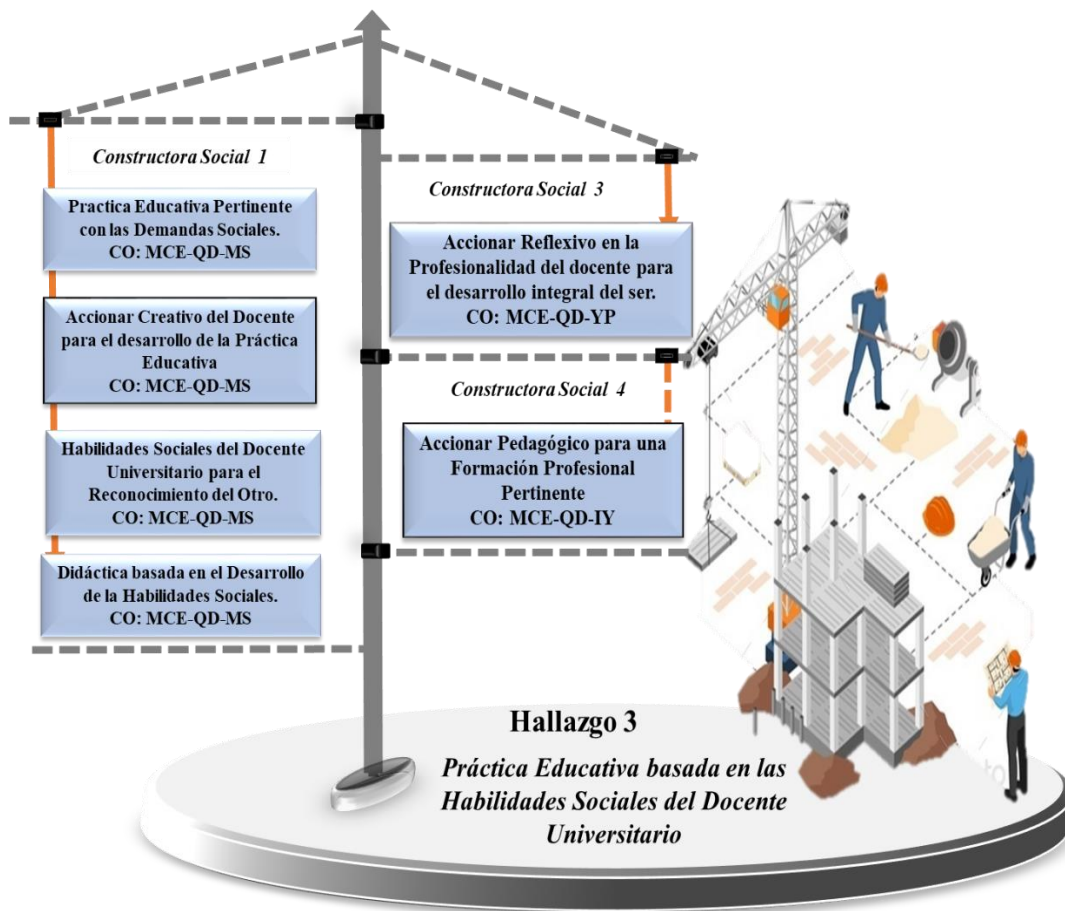 Constructora Social 1
Practica Educativa Pertinente
con las Demandas Sociales.
CO: MCE-QD-MS
Accionar Creativo del Docente
para el desarrollo de la Práctica
Educativa
CO: MCE-QD-MS
Habilidades Sociales del Docente
Universitario para el
Reconocimiento del Otro.
CO: MCE-QD-MS
Didáctica basada en el Desarrollo
de la Habilidades Sociales.
CO: MCE-QD-MS
Constructora Social 3
Accionar Reflexivo en la
Profesionalidad del docente para
el desarrollo integral del ser.
CO: MCE-QD-YP
Constructora Social 4
Accionar Pedagógico para una
Formación Profesional
Pertinente
CO: MCE-QD-IY
Hallazgo 3
Práctica Educativa basada en las
Habilidades Sociales del Docente
Universitario